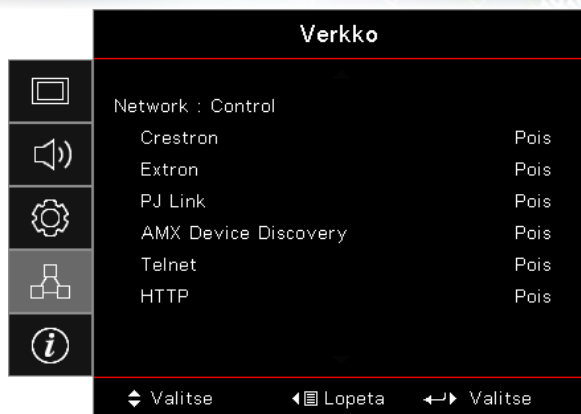 Verkko
Network : Control
Crestron Pois
Extron Pois
PJ Link Pois
AMX Device Discovery Pois
Telnet Pois
HTTP Pois
Valitse Lopeta Valitse